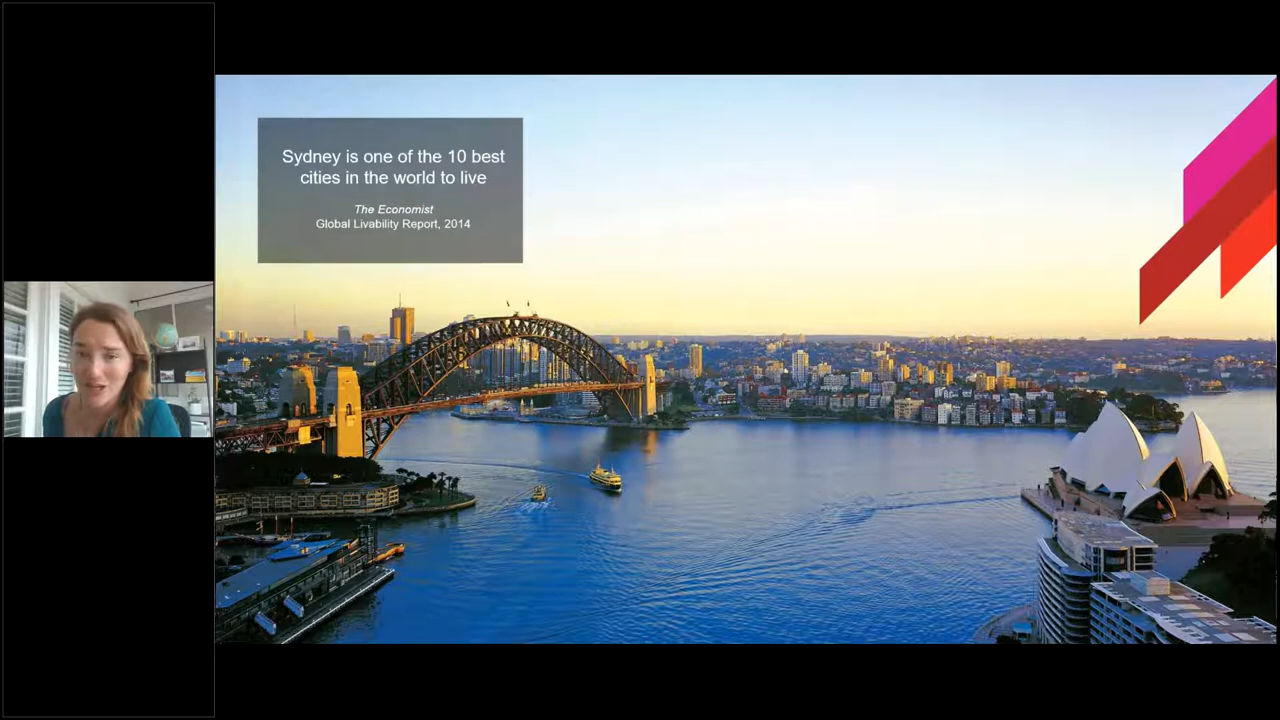 Sydney is one of the 10 best
cities in the world to live
The Economist
Global Livability Report, 2014